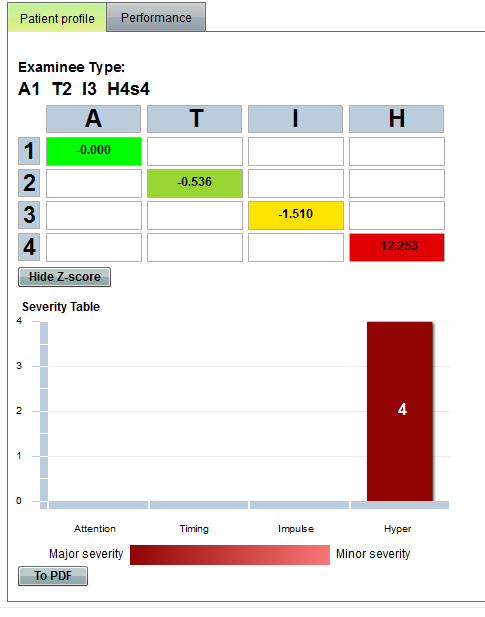 Patient profile Performance
Examinee Type:
A1 T2 I3 H4s4
A T I H
1 -0.000
2 -0.536
3 -1.510
4 -12.253
Hide Z-score
Severity Table
4
3
2
1
0
4
Attention Timing Impulse Hyper
Major severity Minor severity
To PDF